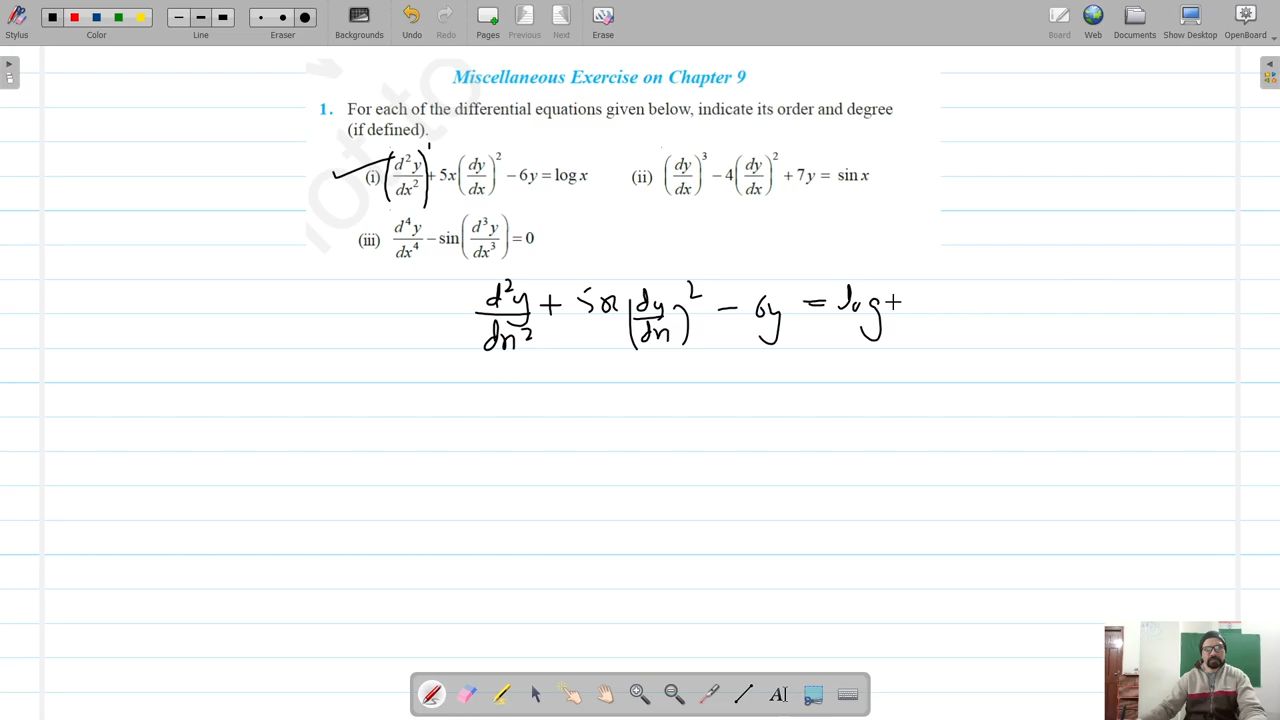 Stylus Color Line Eraser Backgrounds Undo Redo Pages Previous Next Erase Board Web Documents Show Desktop OpenBoard
Miscellaneous Exercise on Chapter 9
1. For each of the differential equations given below, indicate its order and degree
(if defined).
(i) (d²y/dx²)¹ + 5x(dy/dx)² − 6y = log x (ii) (dy/dx)³ − 4(dy/dx)² + 7y = sin x
(iii) d⁴y/dx⁴ − sin(d³y/dx³) = 0
d²y/dx² + 5x(dy/dx)² − 6y = log
not to